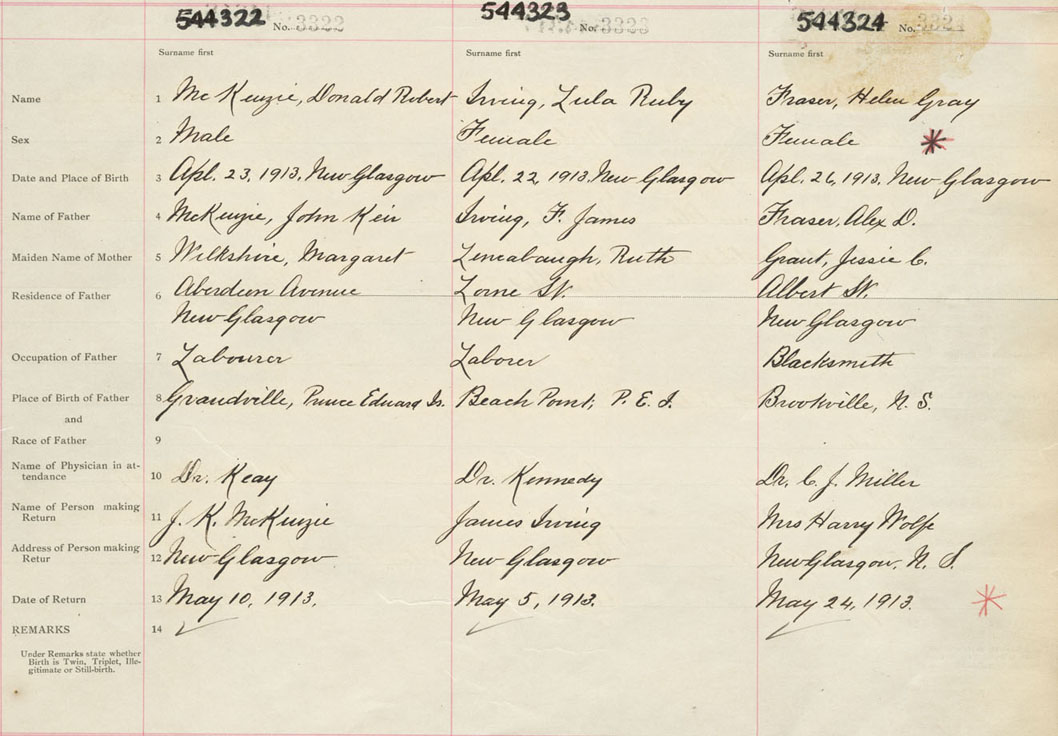 544322 No. 3322 544323 No. 3323 544324 No. 3324
Surname first Surname first Surname first
Name 1 McKenzie, Donald Robert Irving, Lula Ruby Fraser, Helen Gray
Sex 2 Male Female Female
Date and Place of Birth 3 Apl. 23, 1913. New Glasgow Apl. 22, 1913. New Glasgow Apl. 26, 1913. New Glasgow
Name of Father 4 McKenzie, John Keir Irving, F. James Fraser, Alex D.
Maiden Name of Mother 5 Wilkshire, Margaret Lineabaugh, Ruth Grant, Jessie C.
Residence of Father 6 Aberdeen Avenue Lorne St. Albert St.
New Glasgow New Glasgow New Glasgow
Occupation of Father 7 Labourer Laborer Blacksmith
Place of Birth of Father 8 Grandville, Prince Edward Is. Beach Point, P. E. I. Brookville, N. S.
and
Race of Father 9
Name of Physician in at-
tendance 10 Dr. Keay Dr. Kennedy Dr. C. J. Miller
Name of Person making
Return 11 J. K. McKenzie James Irving Mrs Harry Wolfe
Address of Person making
Retur 12 New Glasgow New Glasgow New Glasgow, N. S.
Date of Return 13 May 10, 1913. May 5, 1913. May 24, 1913.
REMARKS 14
Under Remarks state whether
Birth is Twin, Triplet, Ille-
gitimate or Still-birth.